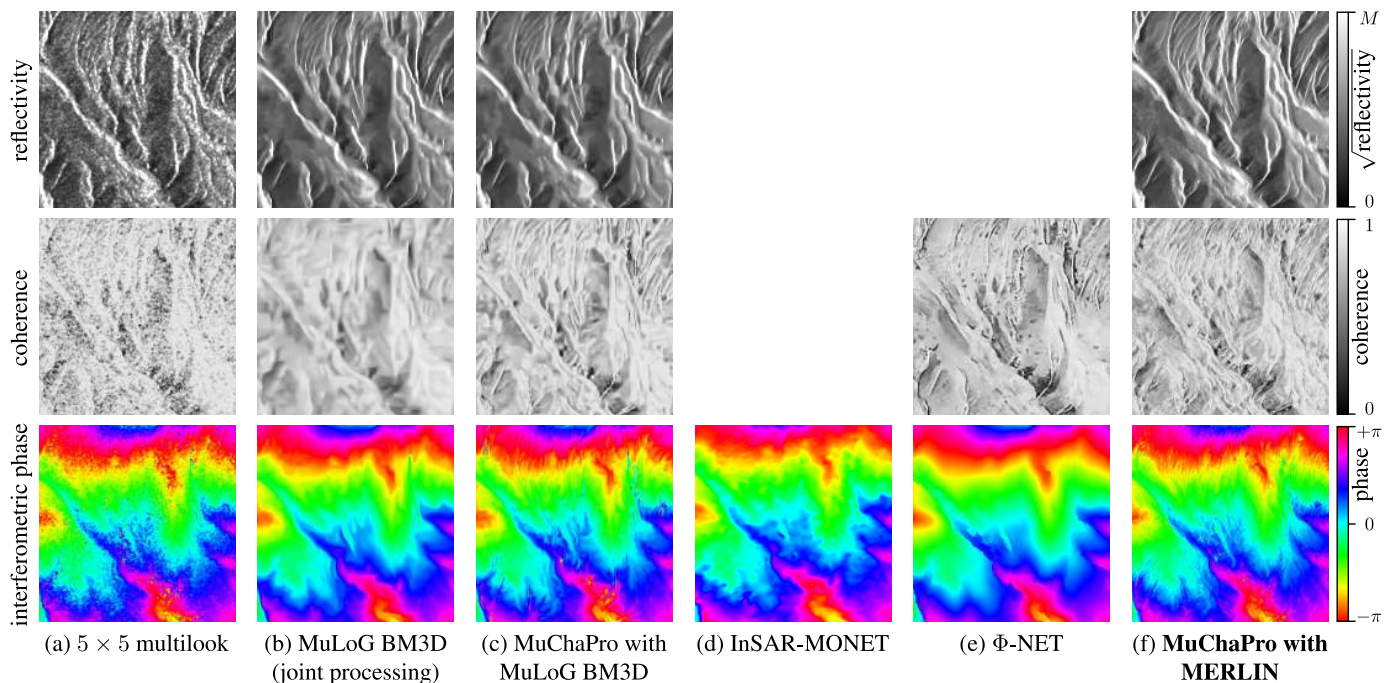 reflectivity
M
√reflectivity
0
coherence
1
coherence
0
interferometric phase
+π
phase
0
−π
(a) 5 × 5 multilook
(b) MuLoG BM3D
(joint processing)
(c) MuChaPro with
MuLoG BM3D
(d) InSAR-MONET
(e) Φ-NET
(f) MuChaPro with
MERLIN